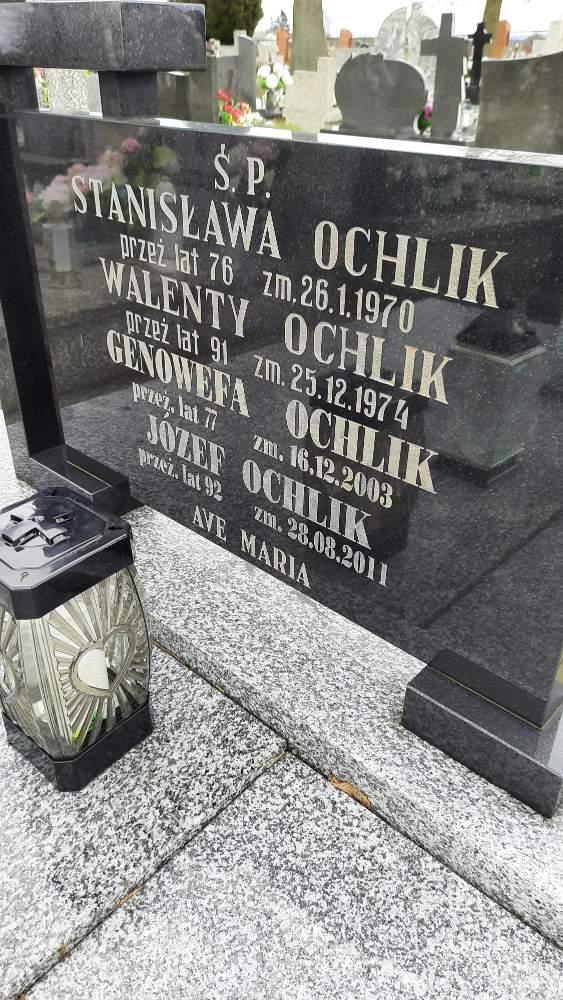 Ś. P.
STANISŁAWA OCHLIK
przeż lat 76 zm. 26.1.1970
WALENTY OCHLIK
przeż lat 91 zm. 25.12.1974
GENOWEFA OCHLIK
przeż. lat 77 zm. 16.12.2003
JÓZEF OCHLIK
przeż. lat 92 zm. 28.08.2011
AVE MARIA